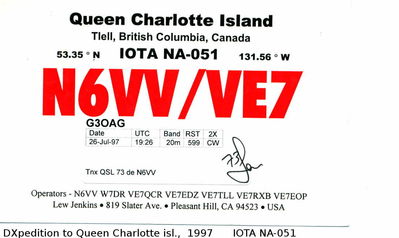 Queen Charlotte Island
Tlell, British Columbia, Canada
53.35 ° N IOTA NA-051 131.56 ° W
N6VV/VE7
G3OAG
Date UTC Band RST 2X
26-Jul-97 19:26 20m 599 CW
Tnx QSL 73 de N6VV
73
Operators - N6VV W7DR VE7QCR VE7EDZ VE7TLL VE7RXB VE7EOP
Lew Jenkins • 819 Slater Ave. • Pleasant Hill, CA 94523 • USA
DXpedition to Queen Charlotte isl., 1997 IOTA NA-051